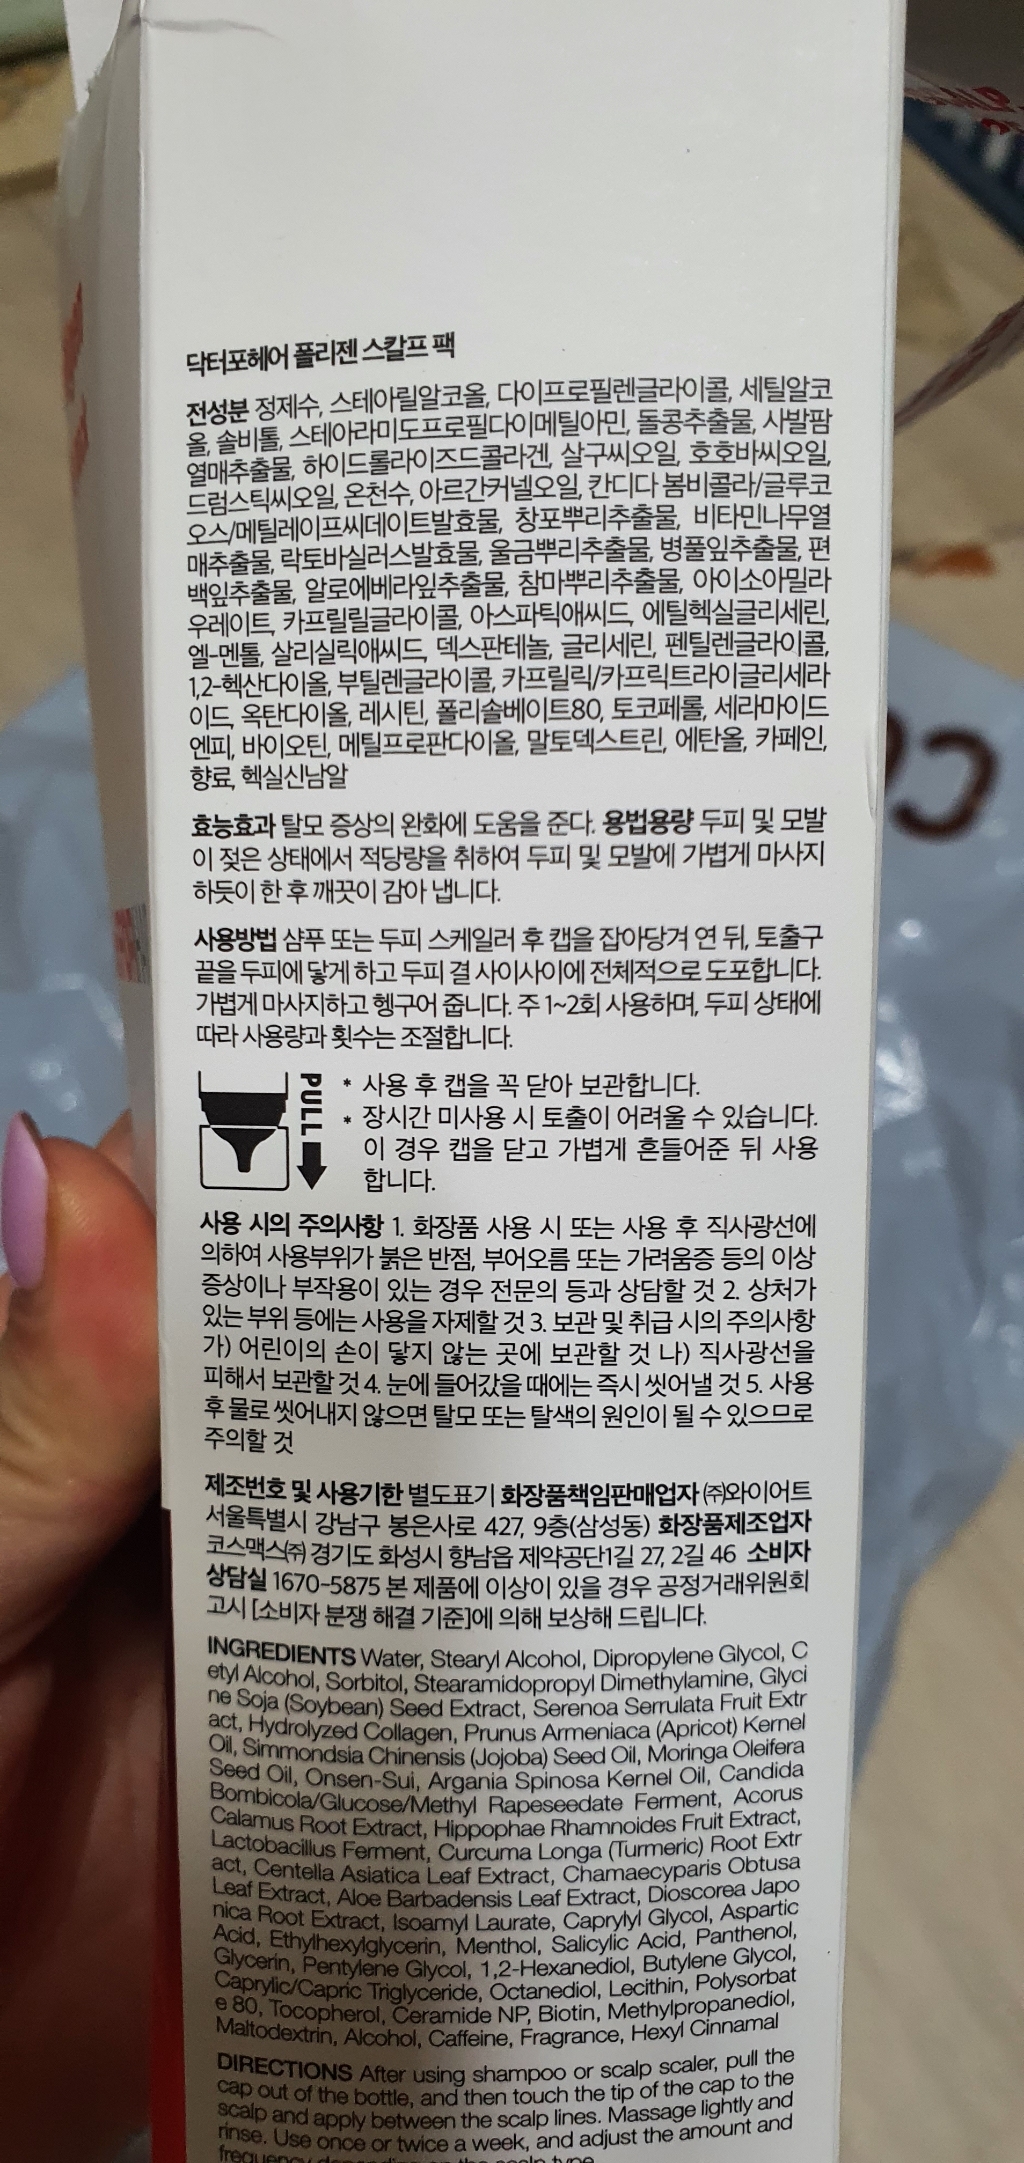 닥터포헤어 폴리젠 스칼프 팩
전성분 정제수, 스테아릴알코올, 다이프로필렌글라이콜, 세틸알코
올, 솔비톨, 스테아라미도프로필다이메틸아민, 돌콩추출물, 사발팜
열매추출물, 하이드롤라이즈드콜라겐, 살구씨오일, 호호바씨오일,
드럼스틱씨오일, 온천수, 아르간커넬오일, 칸디다 봄비콜라/글루코
오스/메틸레이프씨데이트발효물, 창포뿌리추출물, 비타민나무열
매추출물, 락토바실러스발효물, 울금뿌리추출물, 병풀잎추출물, 편
백잎추출물, 알로에베라잎추출물, 참마뿌리추출물, 아이소아밀라
우레이트, 카프릴릴글라이콜, 아스파틱애씨드, 에틸헥실글리세린,
엘-멘톨, 살리실릭애씨드, 덱스판테놀, 글리세린, 펜틸렌글라이콜,
1,2-헥산다이올, 부틸렌글라이콜, 카프릴릭/카프릭트라이글리세라
이드, 옥탄다이올, 레시틴, 폴리솔베이트80, 토코페롤, 세라마이드
엔피, 바이오틴, 메틸프로판다이올, 말토덱스트린, 에탄올, 카페인,
향료, 헥실신남알
효능효과 탈모 증상의 완화에 도움을 준다. 용법용량 두피 및 모발
이 젖은 상태에서 적당량을 취하여 두피 및 모발에 가볍게 마사지
하듯이 한 후 깨끗이 감아 냅니다.
사용방법 샴푸 또는 두피 스케일러 후 캡을 잡아당겨 연 뒤, 토출구
끝을 두피에 닿게 하고 두피 결 사이사이에 전체적으로 도포합니다.
가볍게 마사지하고 헹구어 줍니다. 주 1~2회 사용하며, 두피 상태에
따라 사용량과 횟수는 조절합니다.
PULL
* 사용 후 캡을 꼭 닫아 보관합니다.
* 장시간 미사용 시 토출이 어려울 수 있습니다.
이 경우 캡을 닫고 가볍게 흔들어준 뒤 사용
합니다.
사용 시의 주의사항 1. 화장품 사용 시 또는 사용 후 직사광선에
의하여 사용부위가 붉은 반점, 부어오름 또는 가려움증 등의 이상
증상이나 부작용이 있는 경우 전문의 등과 상담할 것 2. 상처가
있는 부위 등에는 사용을 자제할 것 3. 보관 및 취급 시의 주의사항
가) 어린이의 손이 닿지 않는 곳에 보관할 것 나) 직사광선을
피해서 보관할 것 4. 눈에 들어갔을 때에는 즉시 씻어낼 것 5. 사용
후 물로 씻어내지 않으면 탈모 또는 탈색의 원인이 될 수 있으므로
주의할 것
제조번호 및 사용기한 별도표기 화장품책임판매업자 ㈜와이어트
서울특별시 강남구 봉은사로 427, 9층(삼성동) 화장품제조업자
코스맥스㈜ 경기도 화성시 향남읍 제약공단1길 27, 2길 46 소비자
상담실 1670-5875 본 제품에 이상이 있을 경우 공정거래위원회
고시 [소비자 분쟁 해결 기준]에 의해 보상해 드립니다.
INGREDIENTS Water, Stearyl Alcohol, Dipropylene Glycol, C
etyl Alcohol, Sorbitol, Stearamidopropyl Dimethylamine, Glyci
ne Soja (Soybean) Seed Extract, Serenoa Serrulata Fruit Extr
act, Hydrolyzed Collagen, Prunus Armeniaca (Apricot) Kernel
Oil, Simmondsia Chinensis (Jojoba) Seed Oil, Moringa Oleifera
Seed Oil, Onsen-Sui, Argania Spinosa Kernel Oil, Candida
Bombicola/Glucose/Methyl Rapeseedate Ferment, Acorus
Calamus Root Extract, Hippophae Rhamnoides Fruit Extract,
Lactobacillus Ferment, Curcuma Longa (Turmeric) Root Extr
act, Centella Asiatica Leaf Extract, Chamaecyparis Obtusa
Leaf Extract, Aloe Barbadensis Leaf Extract, Dioscorea Japo
nica Root Extract, Isoamyl Laurate, Caprylyl Glycol, Aspartic
Acid, Ethylhexylglycerin, Menthol, Salicylic Acid, Panthenol,
Glycerin, Pentylene Glycol, 1,2-Hexanediol, Butylene Glycol,
Caprylic/Capric Triglyceride, Octanediol, Lecithin, Polysorbat
e 80, Tocopherol, Ceramide NP, Biotin, Methylpropanediol,
Maltodextrin, Alcohol, Caffeine, Fragrance, Hexyl Cinnamal
DIRECTIONS After using shampoo or scalp scaler, pull the
cap out of the bottle, and then touch the tip of the cap to the
scalp and apply between the scalp lines. Massage lightly and
rinse. Use once or twice a week, and adjust the amount and